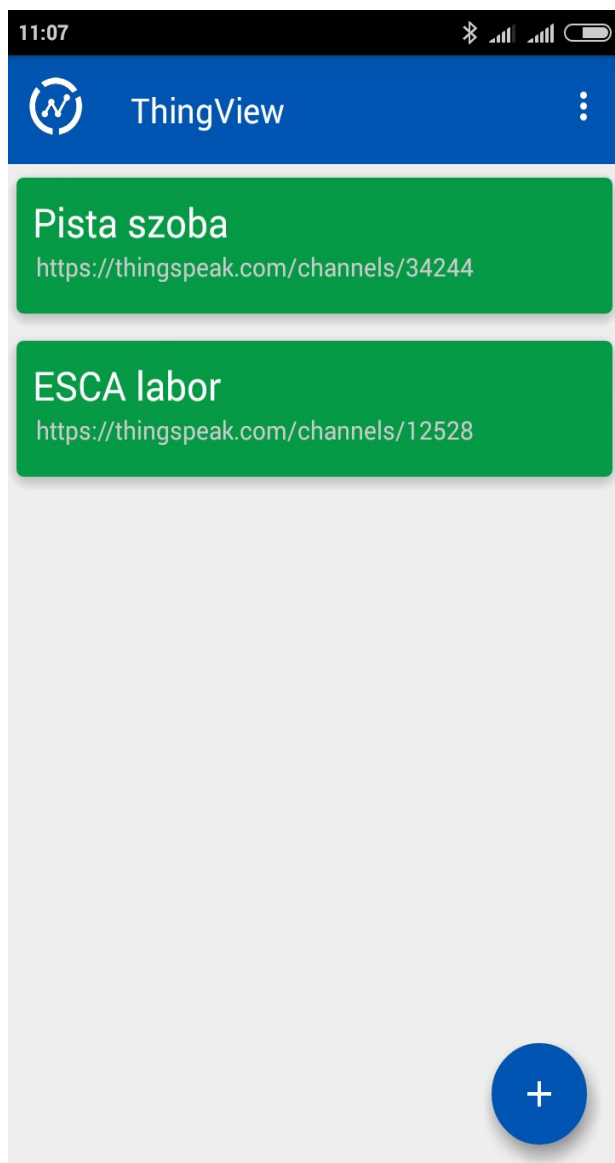 11:07
ThingView
Pista szoba
https://thingspeak.com/channels/34244
ESCA labor
https://thingspeak.com/channels/12528
+